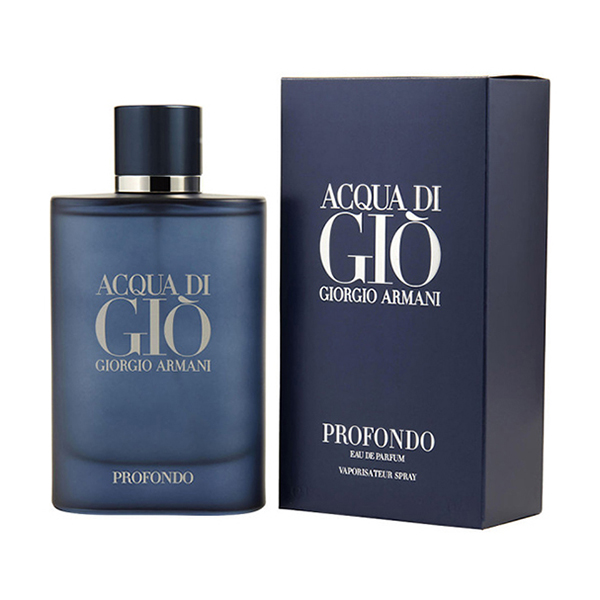 ACQUA DI
GIÒ
GIORGIO ARMANI
PROFONDO
ACQUA DI
GIÒ
GIORGIO ARMANI
PROFONDO
EAU DE PARFUM
VAPORISATEUR SPRAY